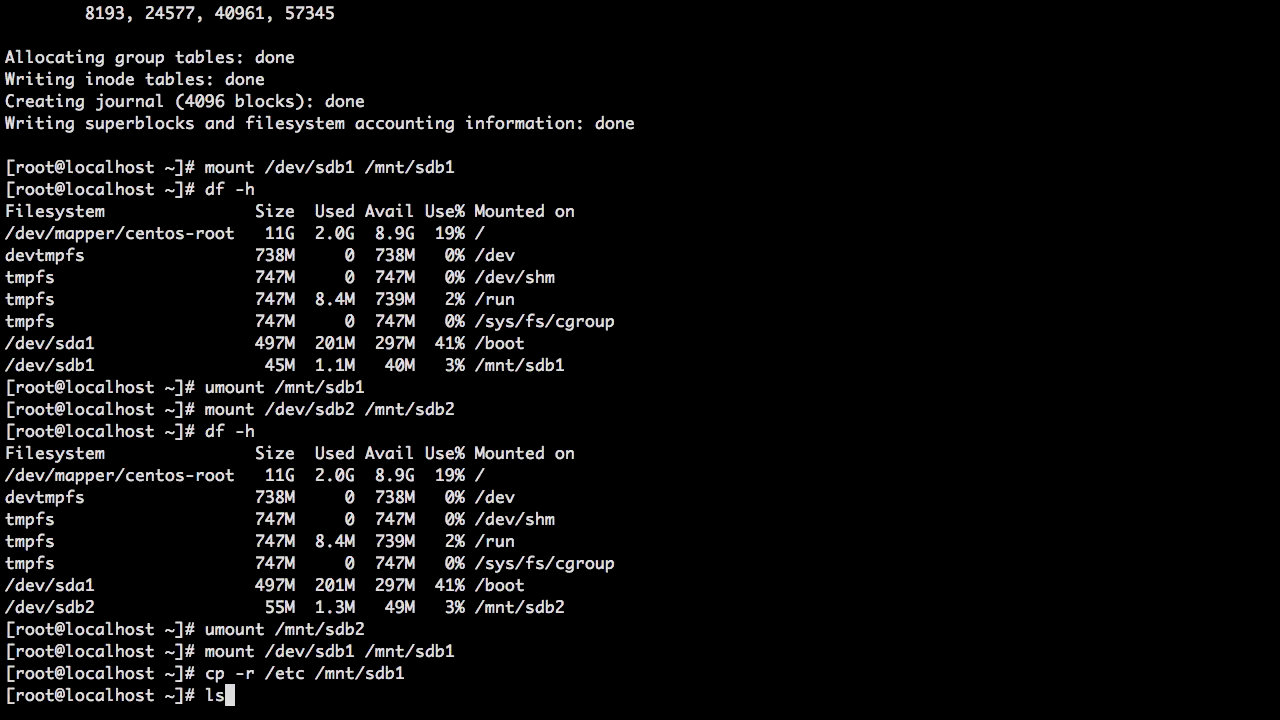 8193, 24577, 40961, 57345
Allocating group tables: done
Writing inode tables: done
Creating journal (4096 blocks): done
Writing superblocks and filesystem accounting information: done
[root@localhost ~]# mount /dev/sdb1 /mnt/sdb1
[root@localhost ~]# df -h
Filesystem Size Used Avail Use% Mounted on
/dev/mapper/centos-root 11G 2.0G 8.9G 19% /
devtmpfs 738M 0 738M 0% /dev
tmpfs 747M 0 747M 0% /dev/shm
tmpfs 747M 8.4M 739M 2% /run
tmpfs 747M 0 747M 0% /sys/fs/cgroup
/dev/sda1 497M 201M 297M 41% /boot
/dev/sdb1 45M 1.1M 40M 3% /mnt/sdb1
[root@localhost ~]# umount /mnt/sdb1
[root@localhost ~]# mount /dev/sdb2 /mnt/sdb2
[root@localhost ~]# df -h
Filesystem Size Used Avail Use% Mounted on
/dev/mapper/centos-root 11G 2.0G 8.9G 19% /
devtmpfs 738M 0 738M 0% /dev
tmpfs 747M 0 747M 0% /dev/shm
tmpfs 747M 8.4M 739M 2% /run
tmpfs 747M 0 747M 0% /sys/fs/cgroup
/dev/sda1 497M 201M 297M 41% /boot
/dev/sdb2 55M 1.3M 49M 3% /mnt/sdb2
[root@localhost ~]# umount /mnt/sdb2
[root@localhost ~]# mount /dev/sdb1 /mnt/sdb1
[root@localhost ~]# cp -r /etc /mnt/sdb1
[root@localhost ~]# ls